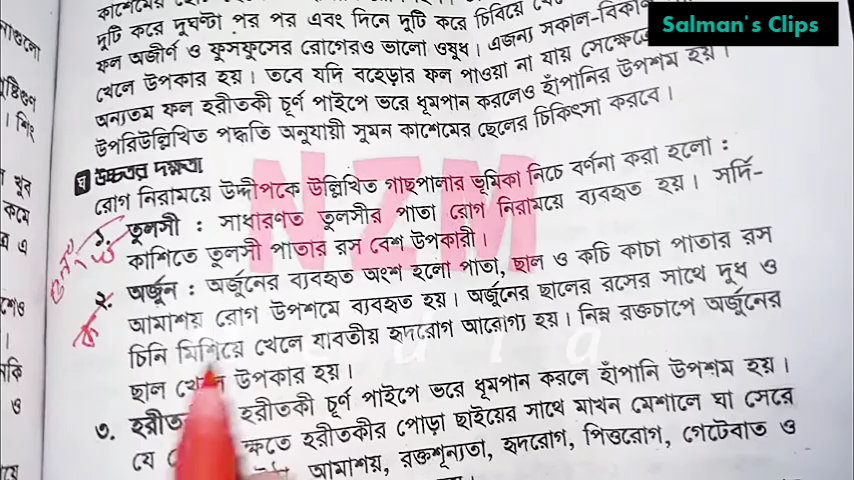 Salman's Clips
কাশেমের
দুটি করে দুঘণ্টা পর পর এবং দিনে দুটি করে চিবিয়ে
ফল অজীর্ণ ও ফুসফুসের রোগেরও ভালো ওষুধ। এজন্য সকাল-বিকাল
খেলে উপকার হয়। তবে যদি বহেড়ার ফল পাওয়া না যায় সেক্ষেত্রে
অন্যতম ফল হরীতকী চূর্ণ পাইপে ভরে ধূমপান করলেও হাঁপানির উপশম হয়।
উপরিউল্লিখিত পদ্ধতি অনুযায়ী সুমন কাশেমের ছেলের চিকিৎসা করবে।
ঘ উচ্চতর দক্ষতা
রোগ নিরাময়ে উদ্দীপকে উল্লিখিত গাছপালার ভূমিকা নিচে বর্ণনা করা হলো :
১. তুলসী : সাধারণত তুলসীর পাতা রোগ নিরাময়ে ব্যবহৃত হয়। সর্দি-
কাশিতে তুলসী পাতার রস বেশ উপকারী।
২. অর্জুন : অর্জুনের ব্যবহৃত অংশ হলো পাতা, ছাল ও কচি কাচা পাতার রস
আমাশয় রোগ উপশমে ব্যবহৃত হয়। অর্জুনের ছালের রসের সাথে দুধ ও
চিনি মিশিয়ে খেলে যাবতীয় হৃদরোগ আরোগ্য হয়। নিম্ন রক্তচাপে অর্জুনের
ছাল খেলে উপকার হয়।
৩. হরীত হরীতকী চূর্ণ পাইপে ভরে ধূমপান করলে হাঁপানি উপশম হয়।
যে ক্ষতে হরীতকীর পোড়া ছাইয়ের সাথে মাখন মেশালে ঘা সেরে
আমাশয়, রক্তশূন্যতা, হৃদরোগ, পিত্তরোগ, গেটেবাত ও
NZM